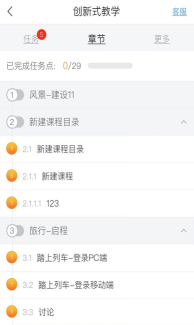 创新式教学 客服
任务 6 章节 更多
已完成任务点: 0/29
1 风景-建设11
2 新建课程目录
2.1 新建课程目录
2.1.1 新建课程
2.1.1.1 123
3 旅行-启程
3.1 踏上列车-登录PC端
3.2 踏上列车-登录移动端
3.3 讨论